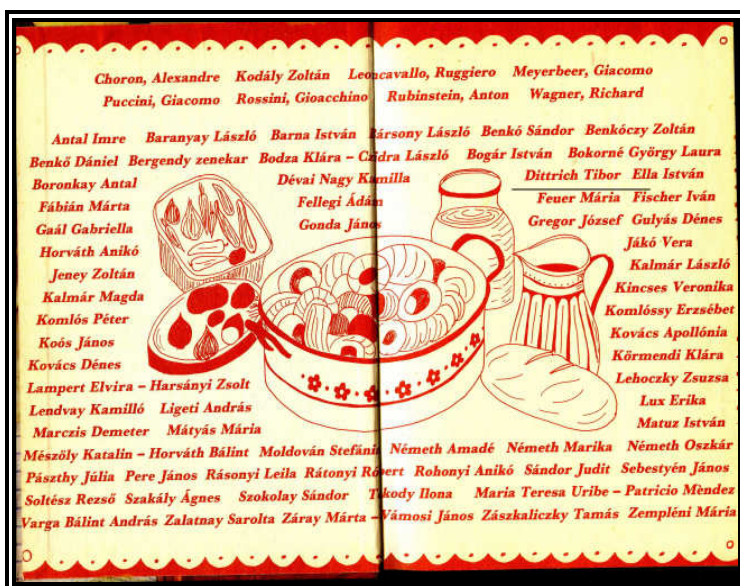 Choron, Alexandre Kodály Zoltán Leoncavallo, Ruggiero Meyerbeer, Giacomo
Puccini, Giacomo Rossini, Gioacchino Rubinstein, Anton Wagner, Richard
Antal Imre Baranyay László Barna István Bársony László Benkó Sándor Benkóczy Zoltán
Benkő Dániel Bergendy zenekar Bodza Klára – Czidra László Bogár István Bokorné György Laura
Boronkay Antal Dévai Nagy Kamilla Dittrich Tibor Ella István
Fábián Márta Fellegi Ádám Feuer Mária Fischer Iván
Gaál Gabriella Gonda János Gregor József Gulyás Dénes
Horváth Anikó Jákó Vera
Jeney Zoltán Kalmár László
Kalmár Magda Kincses Veronika
Komlós Péter Komlóssy Erzsébet
Koós János Kovács Apollónia
Kovács Dénes Körmendi Klára
Lampert Elvira – Harsányi Zsolt Lehoczky Zsuzsa
Lendvay Kamilló Ligeti András Lux Erika
Marczis Demeter Mátyás Mária Matuz István
Mészöly Katalin – Horváth Bálint Moldován Stefánia Németh Amadé Németh Marika Németh Oszkár
Pászthy Júlia Pere János Rásonyi Leila Rátonyi Róbert Rohonyi Anikó Sándor Judit Sebestyén János
Soltész Rezső Szakály Ágnes Szokolay Sándor Tokody Ilona Maria Teresa Uribe – Patricio Mèndez
Varga Bálint András Zalatnay Sarolta Záray Márta – Vámosi János Zászkaliczky Tamás Zempléni Mária